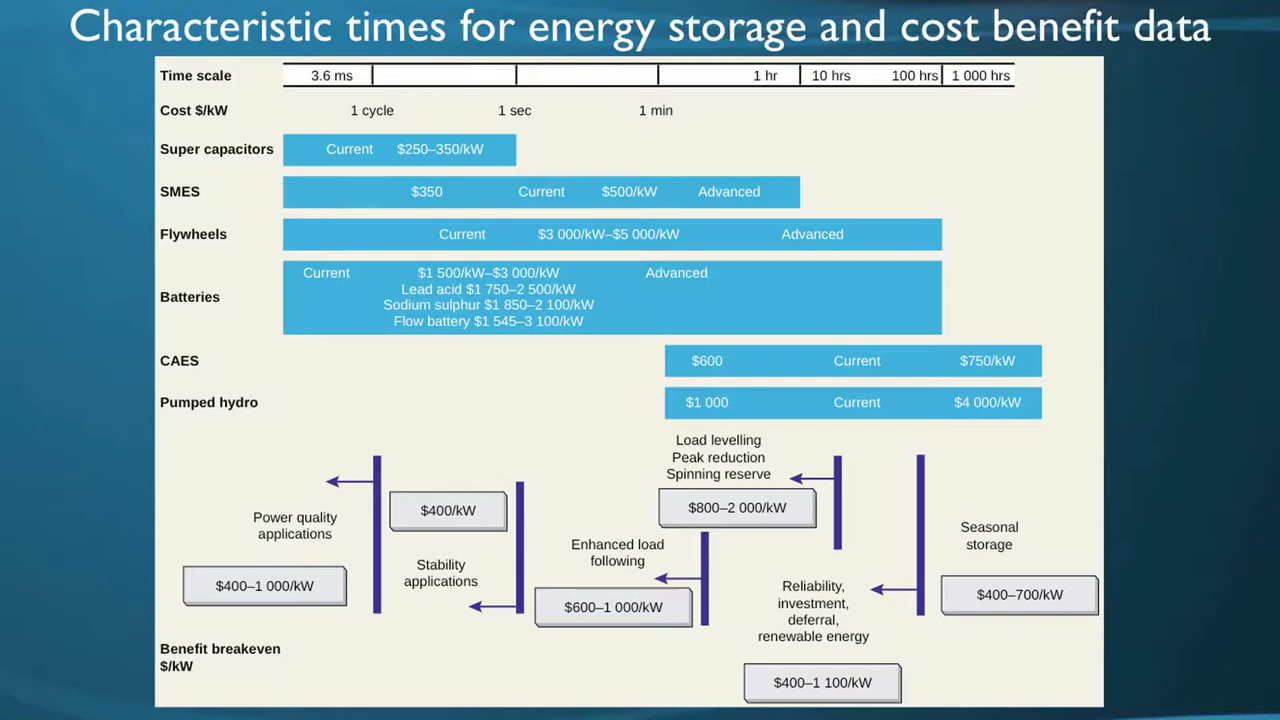 Characteristic times for energy storage and cost benefit data
Time scale 3.6 ms 1 hr 10 hrs 100 hrs 1 000 hrs
Cost $/kW 1 cycle 1 sec 1 min
Super capacitors Current $250–350/kW
SMES $350 Current $500/kW Advanced
Flywheels Current $3 000/kW–$5 000/kW Advanced
Batteries
Current $1 500/kW–$3 000/kW Advanced
Lead acid $1 750–2 500/kW
Sodium sulphur $1 850–2 100/kW
Flow battery $1 545–3 100/kW
CAES $600 Current $750/kW
Pumped hydro $1 000 Current $4 000/kW
Power quality
applications
$400–1 000/kW
$400/kW
Stability
applications
Enhanced load
following
$600–1 000/kW
Load levelling
Peak reduction
Spinning reserve
$800–2 000/kW
Reliability,
investment,
deferral,
renewable energy
$400–1 100/kW
Seasonal
storage
$400–700/kW
Benefit breakeven
$/kW